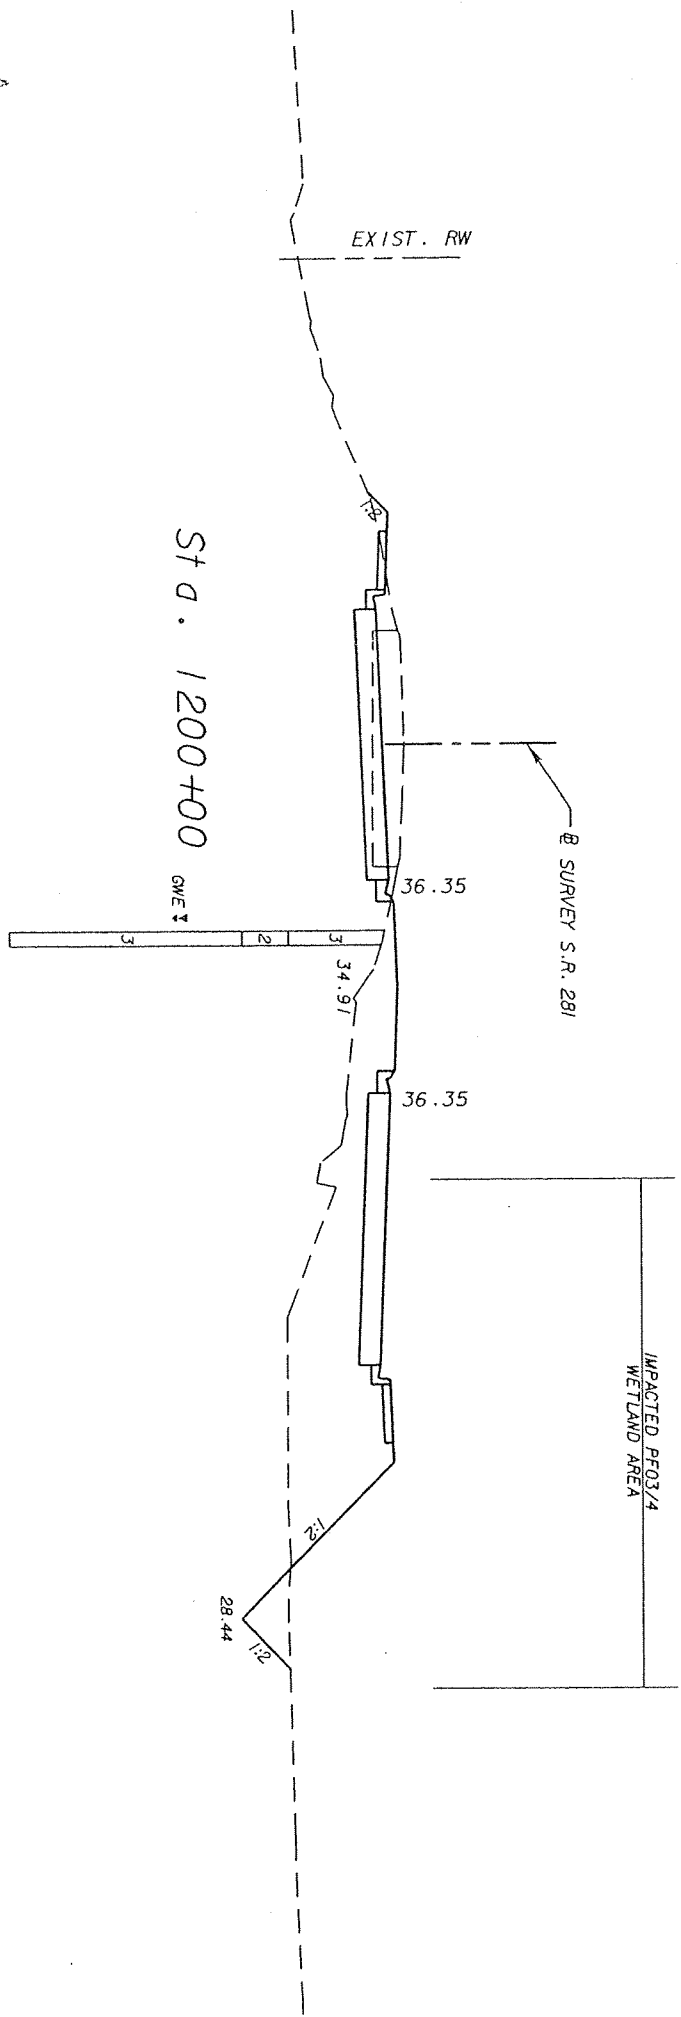 EXIST. RW
℄ SURVEY S.R. 281
36.35
34.91
36.35
IMPACTED PFO3/4
WETLAND AREA
Sta. 1200+00
GWE
3
2
3
1:2
28.44
1:2